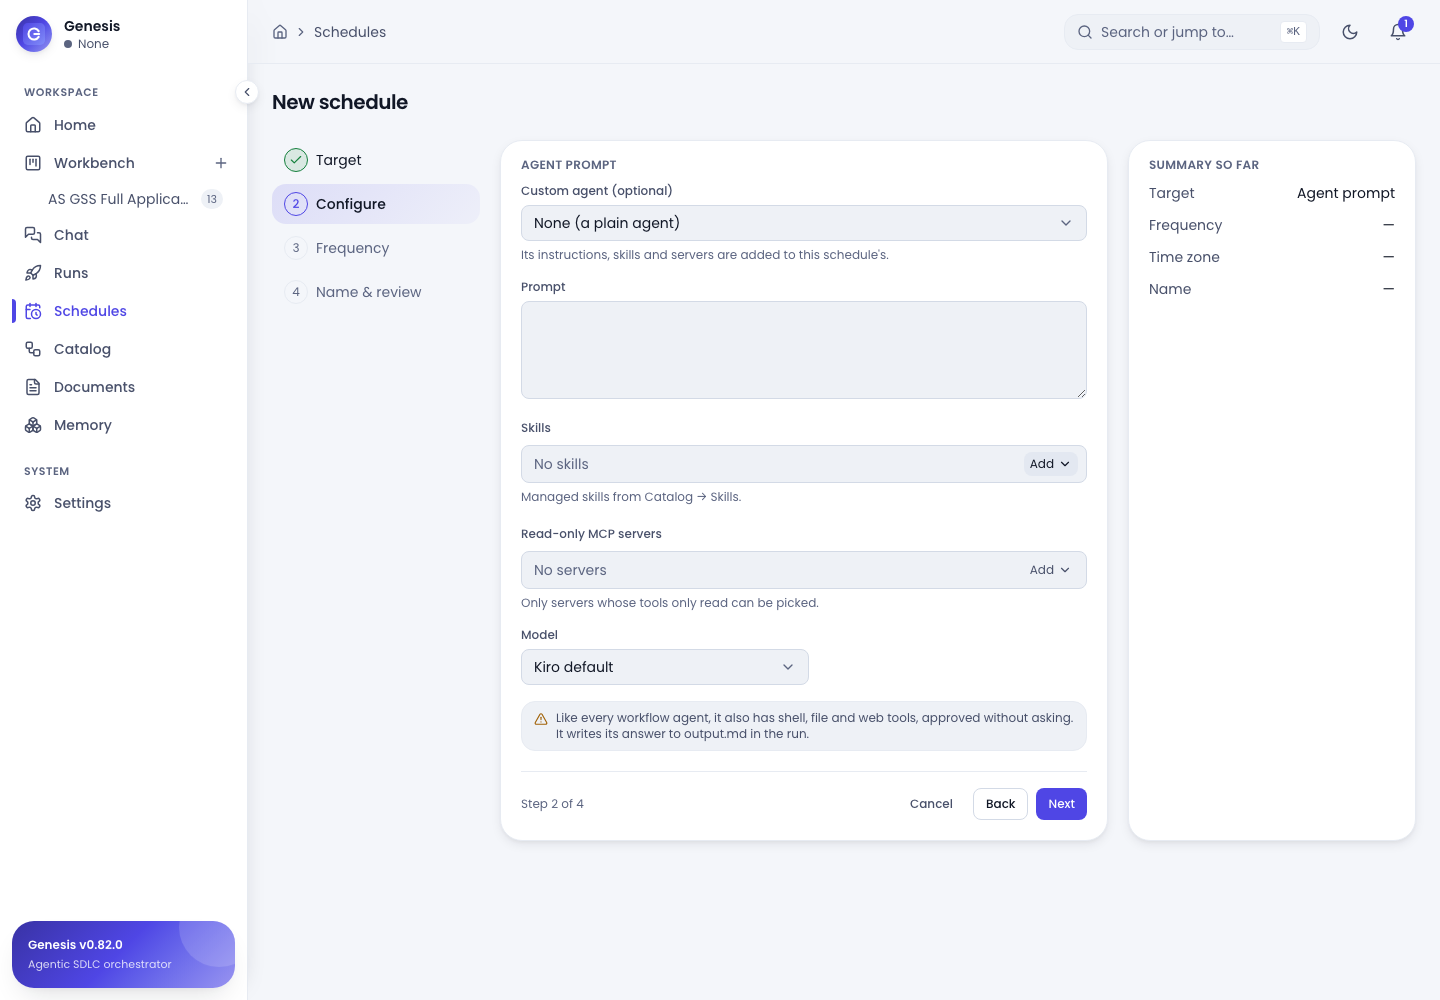 Genesis
None
WORKSPACE
Home
Workbench
AS GSS Full Applica... 13
Chat
Runs
Schedules
Catalog
Documents
Memory
SYSTEM
Settings
Genesis v0.82.0
Agentic SDLC orchestrator
Schedules
Search or jump to... ⌘K
1
New schedule
Target
2 Configure
3 Frequency
4 Name & review
AGENT PROMPT
Custom agent (optional)
None (a plain agent)
Its instructions, skills and servers are added to this schedule's.
Prompt
Skills
No skills Add
Managed skills from Catalog → Skills.
Read-only MCP servers
No servers Add
Only servers whose tools only read can be picked.
Model
Kiro default
Like every workflow agent, it also has shell, file and web tools, approved without asking.
It writes its answer to output.md in the run.
Step 2 of 4 Cancel Back Next
SUMMARY SO FAR
Target Agent prompt
Frequency —
Time zone —
Name —